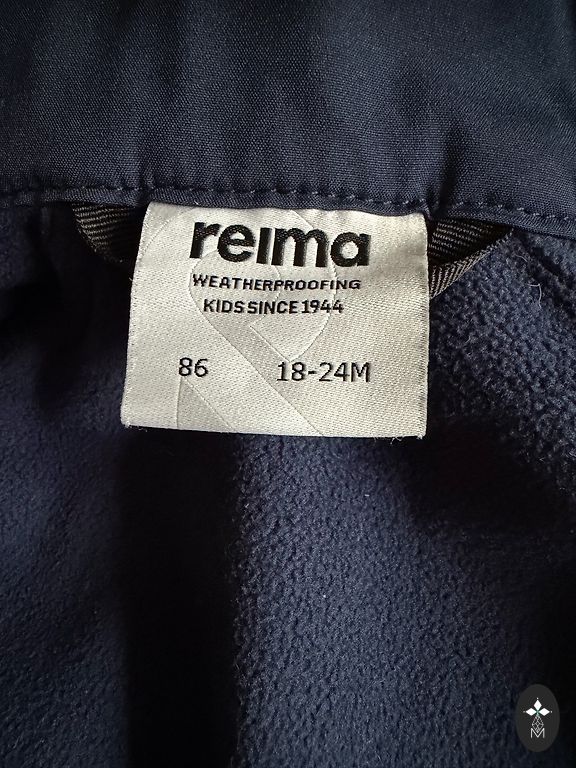 reima
WEATHERPROOFING
KIDS SINCE 1944
86 18-24M
M